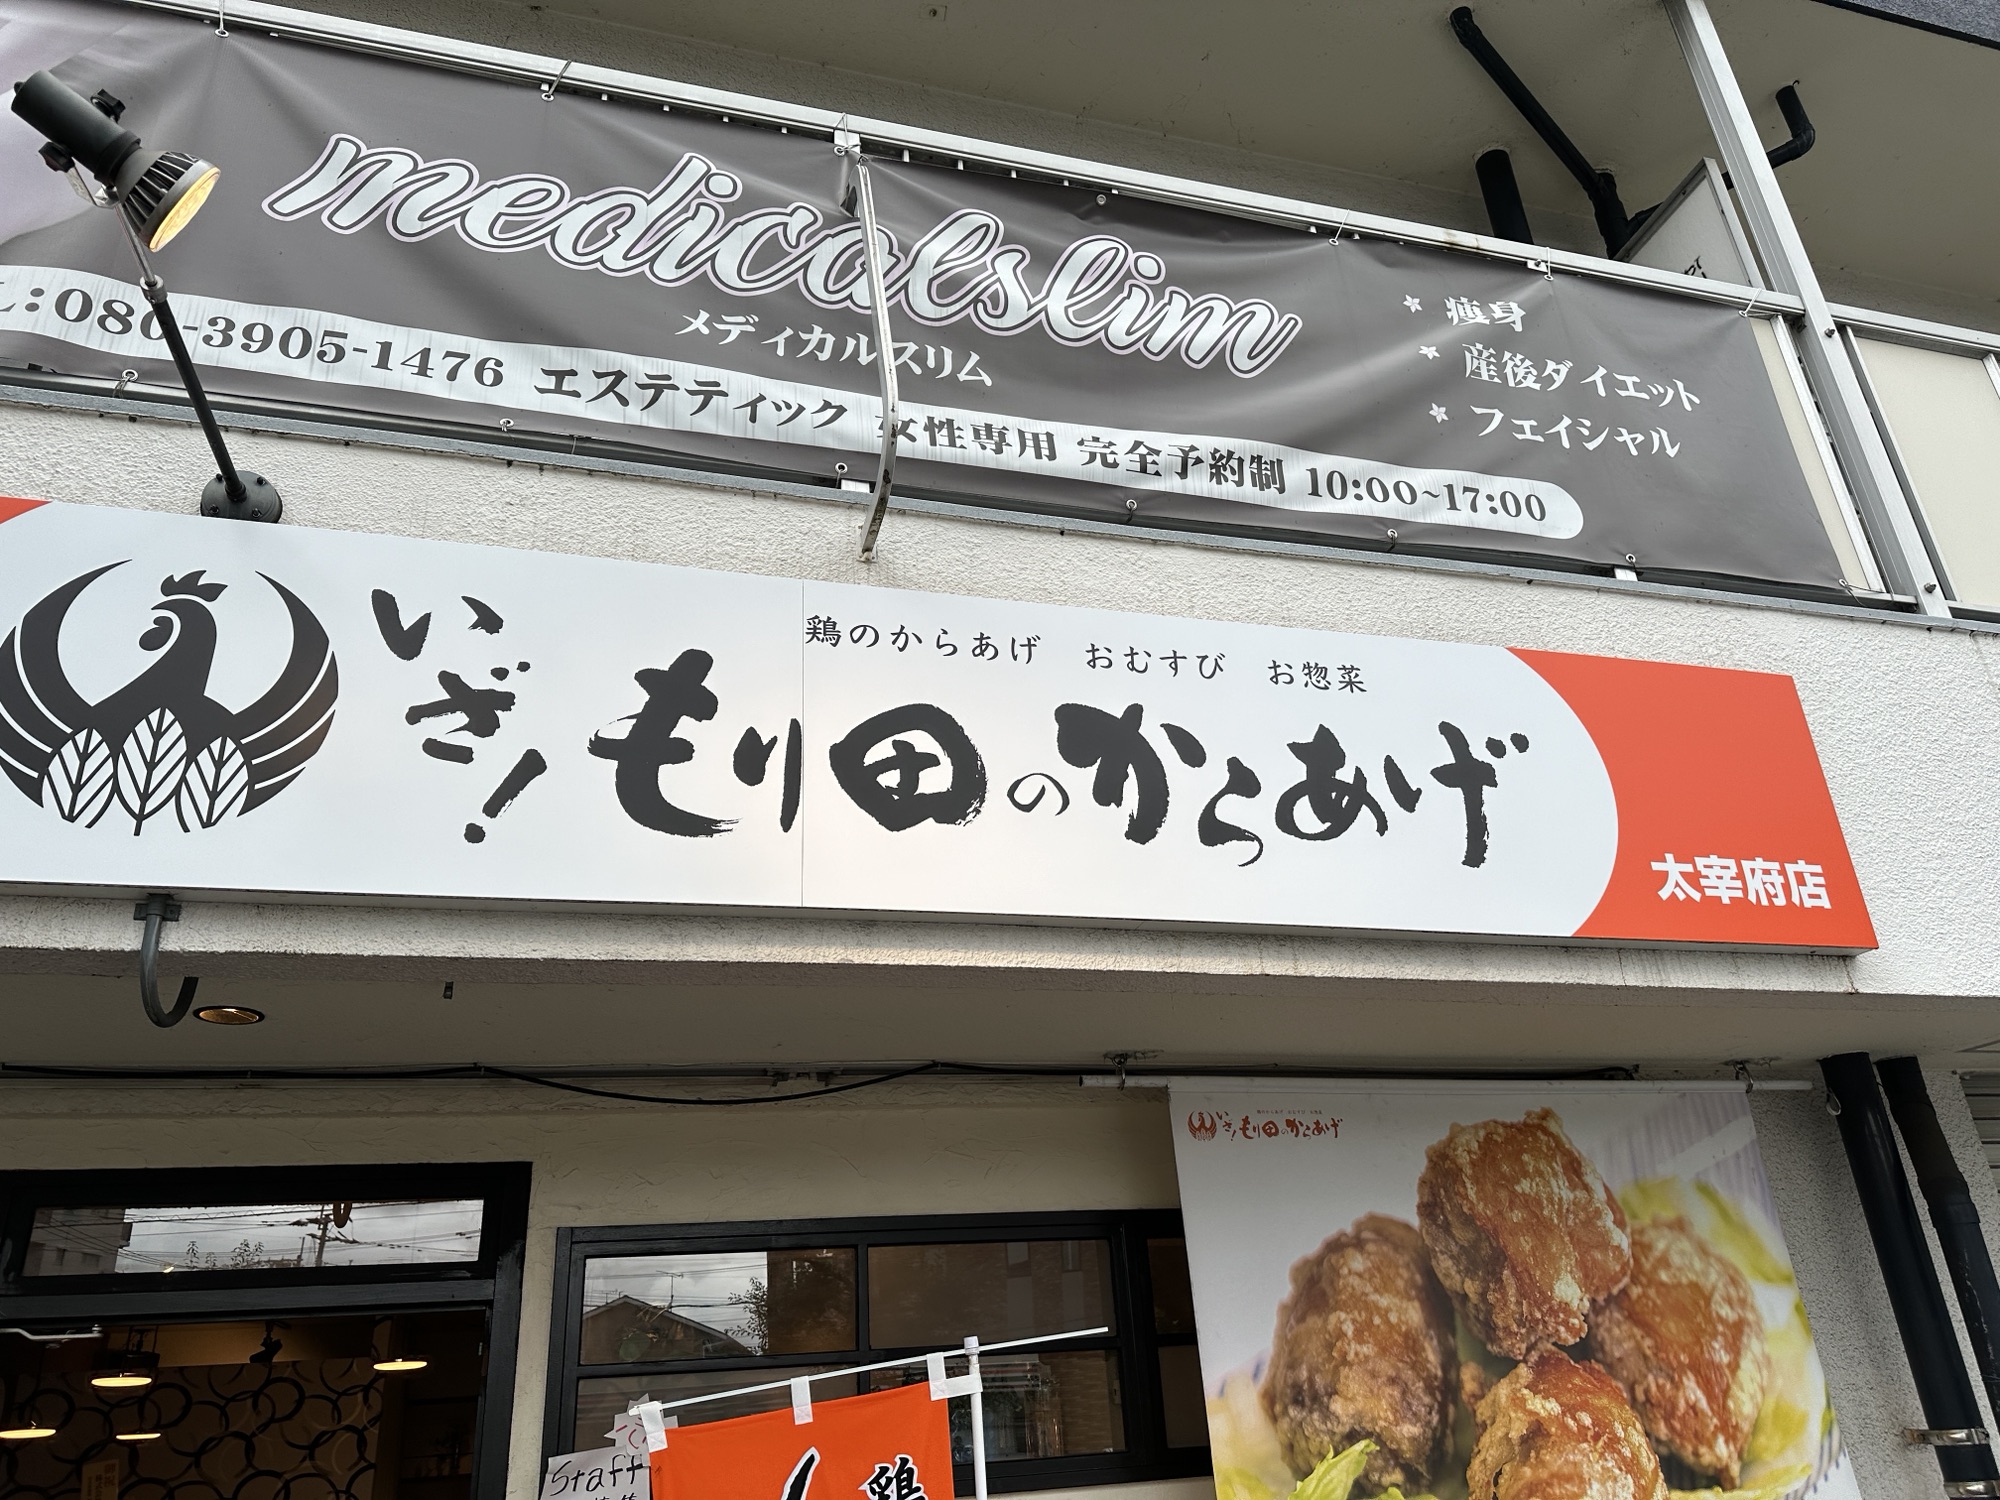 medicalslim
メディカルスリム
痩身
産後ダイエット
フェイシャル
L:080-3905-1476 エステティック 女性専用 完全予約制 10:00~17:00
鶏のからあげ おむすび お惣菜
いざ!もり田のからあげ
太宰府店
いざ!もり田のからあげ
Staff
鶏